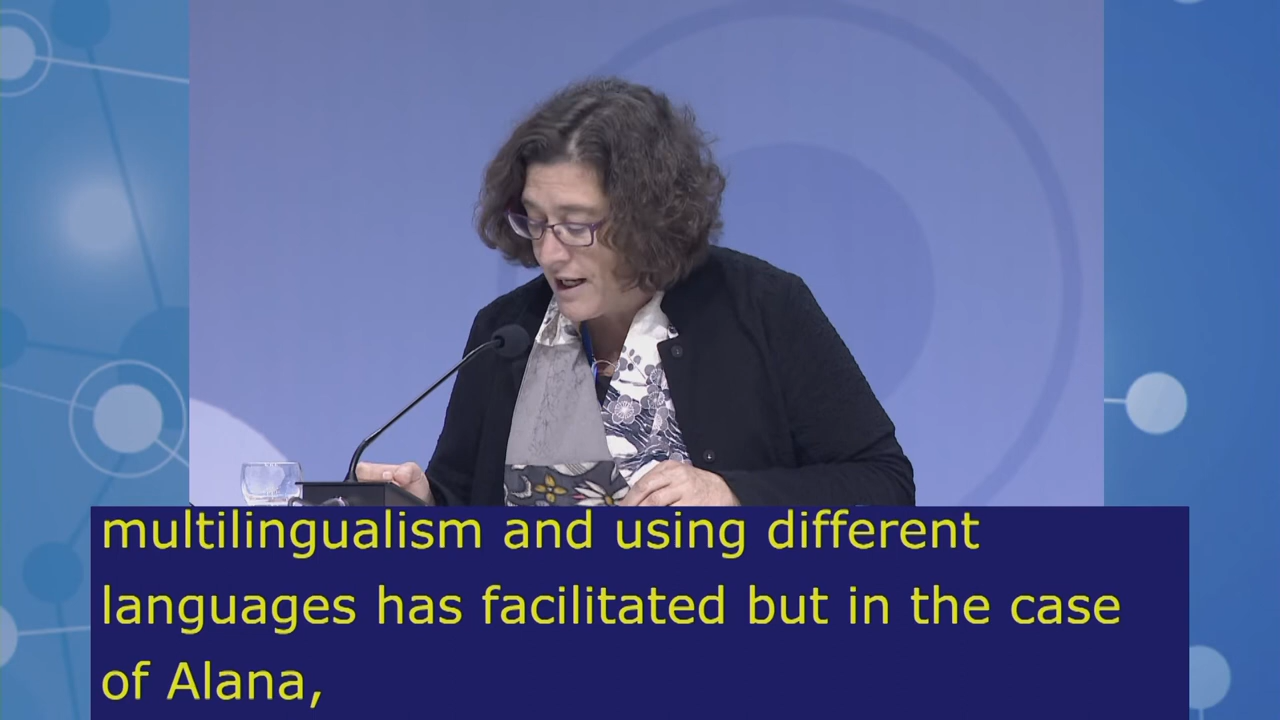 multilingualism and using different
languages has facilitated but in the case
of Alana,